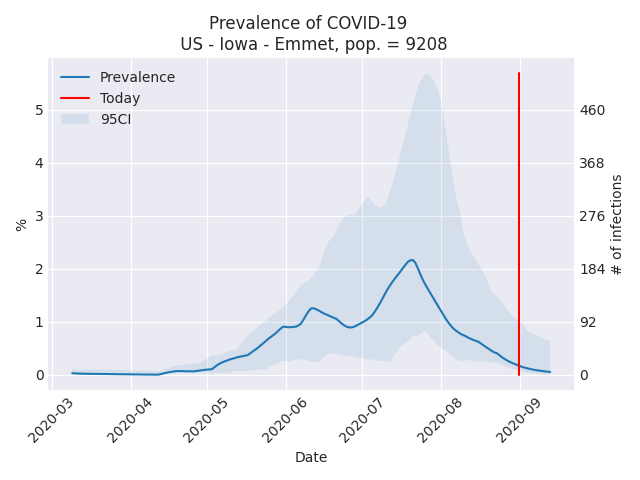 Prevalence of COVID-19
US - Iowa - Emmet, pop. = 9208
Prevalence
Today
95CI
%
5
4
3
2
1
0
460
368
276
184
92
0
# of infections
2020-03
2020-04
2020-05
2020-06
2020-07
2020-08
2020-09
Date